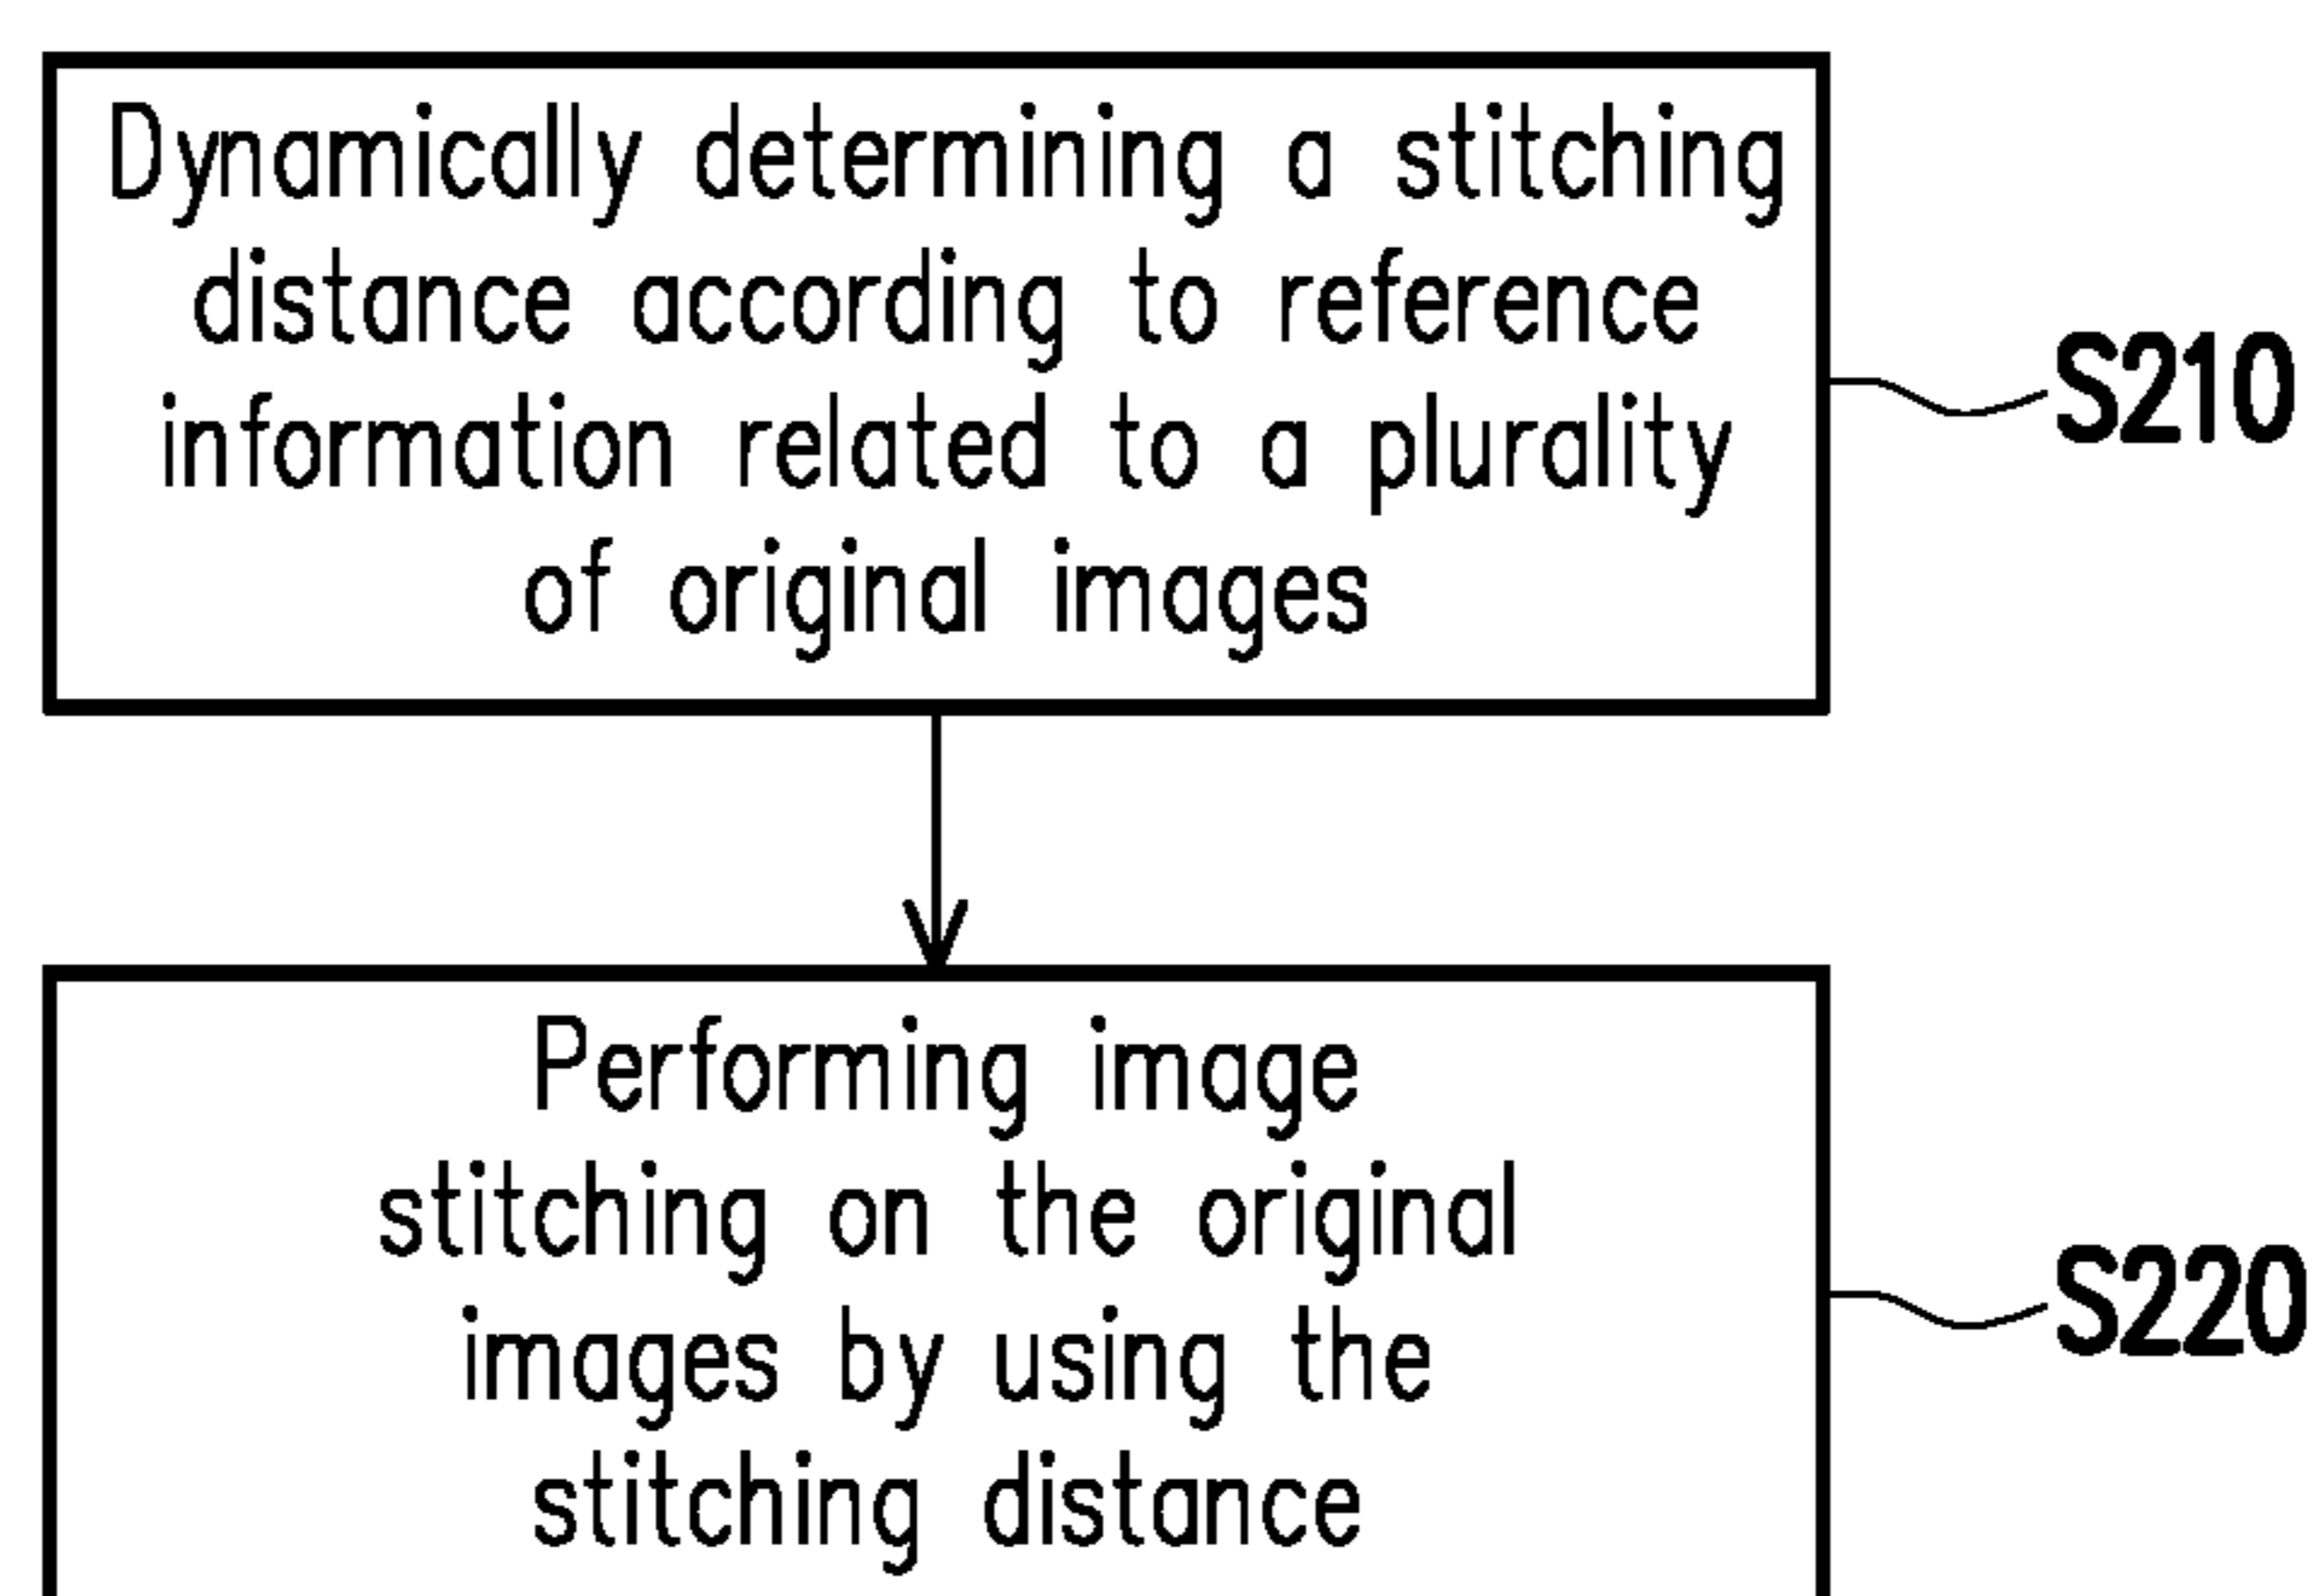 Dynamically determining a stitching
distance according to reference
information related to a plurality
of original images
S210
Performing image
stitching on the original
images by using the
stitching distance
S220